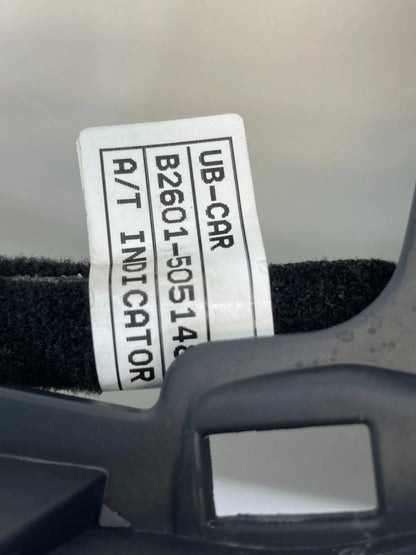 UB-CAR
B2601-50514
A/T INDICATOR